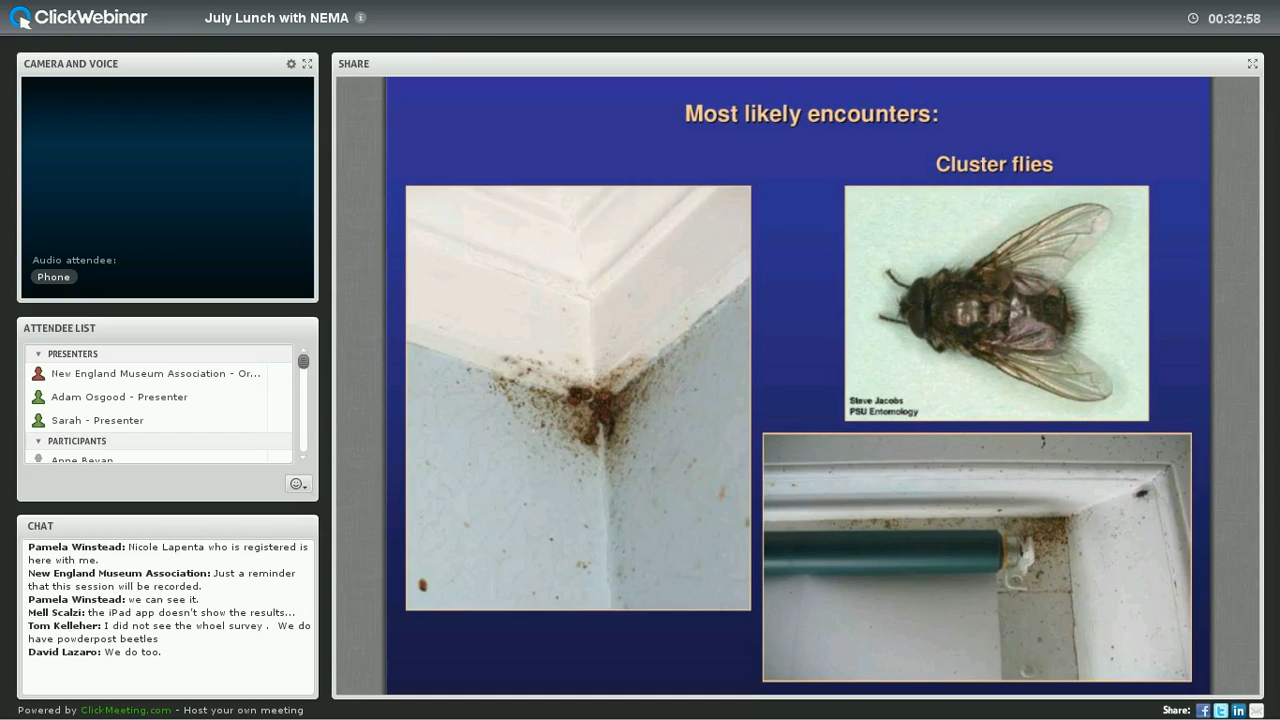 ClickWebinar
July Lunch with NEMA
00:32:58
CAMERA AND VOICE
Audio attendee:
Phone
ATTENDEE LIST
PRESENTERS
New England Museum Association - Or...
Adam Osgood - Presenter
Sarah - Presenter
PARTICIPANTS
Anne Bevan
CHAT
Pamela Winstead: Nicole Lapenta who is registered is
here with me.
New England Museum Association: Just a reminder
that this session will be recorded.
Pamela Winstead: we can see it.
Mell Scalzi: the iPad app doesn't show the results...
Tom Kelleher: I did not see the whoel survey . We do
have powderpost beetles
David Lazaro: We do too.
SHARE
Most likely encounters:
Cluster flies
Steve Jacobs
PSU Entomology
Powered by ClickMeeting.com - Host your own meeting
Share: